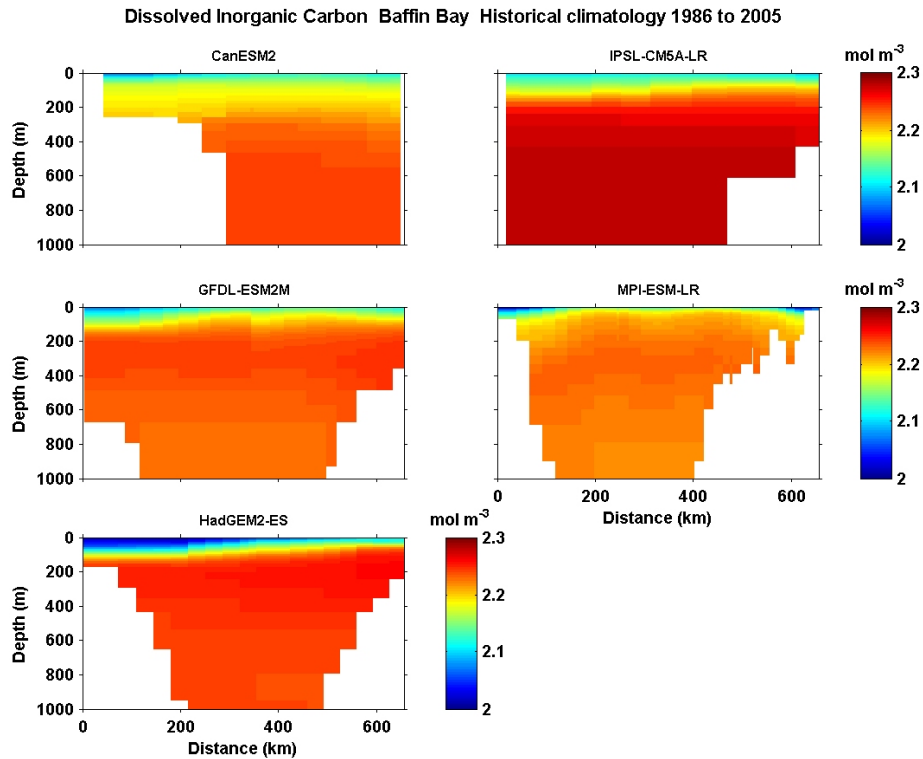 Dissolved Inorganic Carbon Baffin Bay Historical climatology 1986 to 2005
CanESM2
IPSL-CM5A-LR
mol m-3
0
200
400
600
800
1000
Depth (m)
2.3
2.2
2.1
2
GFDL-ESM2M
MPI-ESM-LR
mol m-3
0
200
400
600
800
1000
Depth (m)
2.3
2.2
2.1
2
0 200 400 600
Distance (km)
HadGEM2-ES
mol m-3
0
200
400
600
800
1000
Depth (m)
2.3
2.2
2.1
2
0 200 400 600
Distance (km)